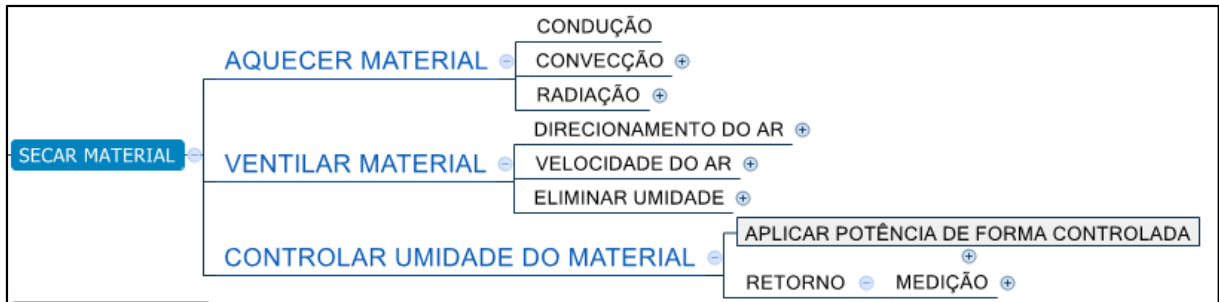 CONDUÇÃO
AQUECER MATERIAL
CONVECÇÃO
RADIAÇÃO
DIRECIONAMENTO DO AR
SECAR MATERIAL
VENTILAR MATERIAL
VELOCIDADE DO AR
ELIMINAR UMIDADE
APLICAR POTÊNCIA DE FORMA CONTROLADA
CONTROLAR UMIDADE DO MATERIAL
RETORNO MEDIÇÃO